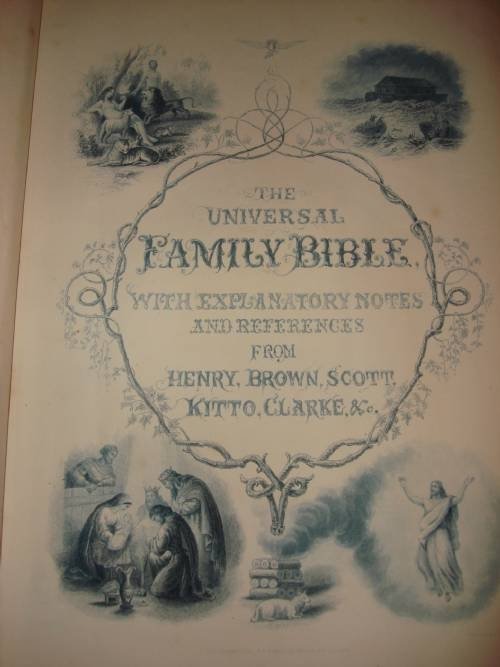 THE
UNIVERSAL
FAMILY BIBLE,
WITH EXPLANATORY NOTES
AND REFERENCES
FROM
HENRY, BROWN, SCOTT,
KITTO, CLARKE, &c.